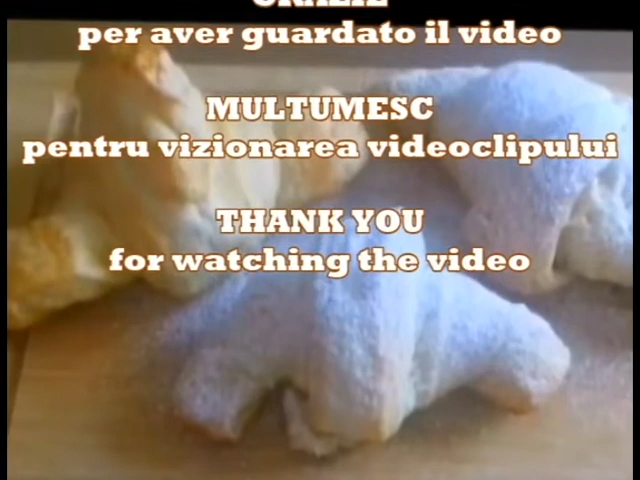 per aver guardato il video
MULTUMESC
pentru vizionarea videoclipului
THANK YOU
for watching the video